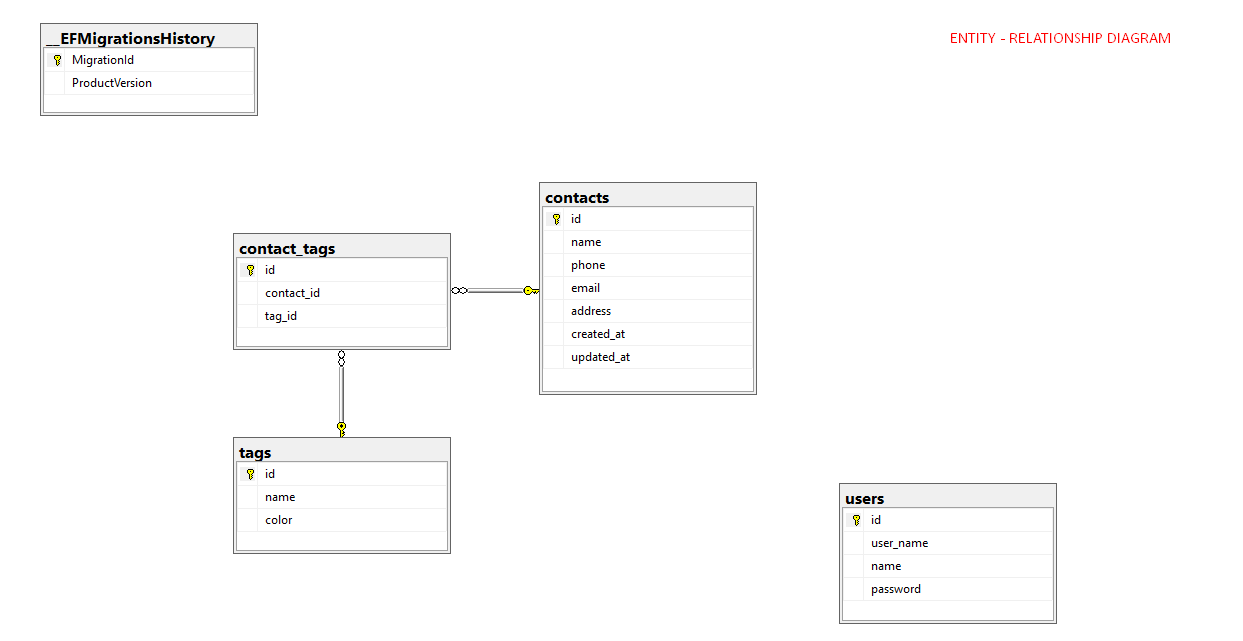 __EFMigrationsHistory
MigrationId
ProductVersion
ENTITY - RELATIONSHIP DIAGRAM
contacts
id
name
phone
email
address
created_at
updated_at
contact_tags
id
contact_id
tag_id
tags
id
name
color
users
id
user_name
name
password